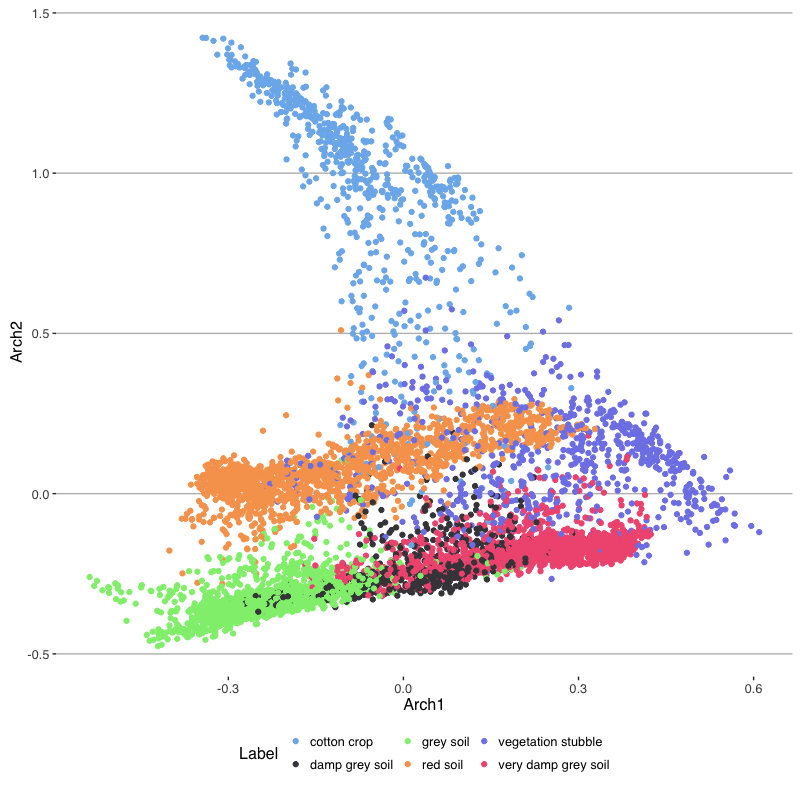 1.5
1.0
0.5
0.0
-0.5
Arch2
-0.3 0.0 0.3 0.6
Arch1
Label
cotton crop grey soil vegetation stubble
damp grey soil red soil very damp grey soil